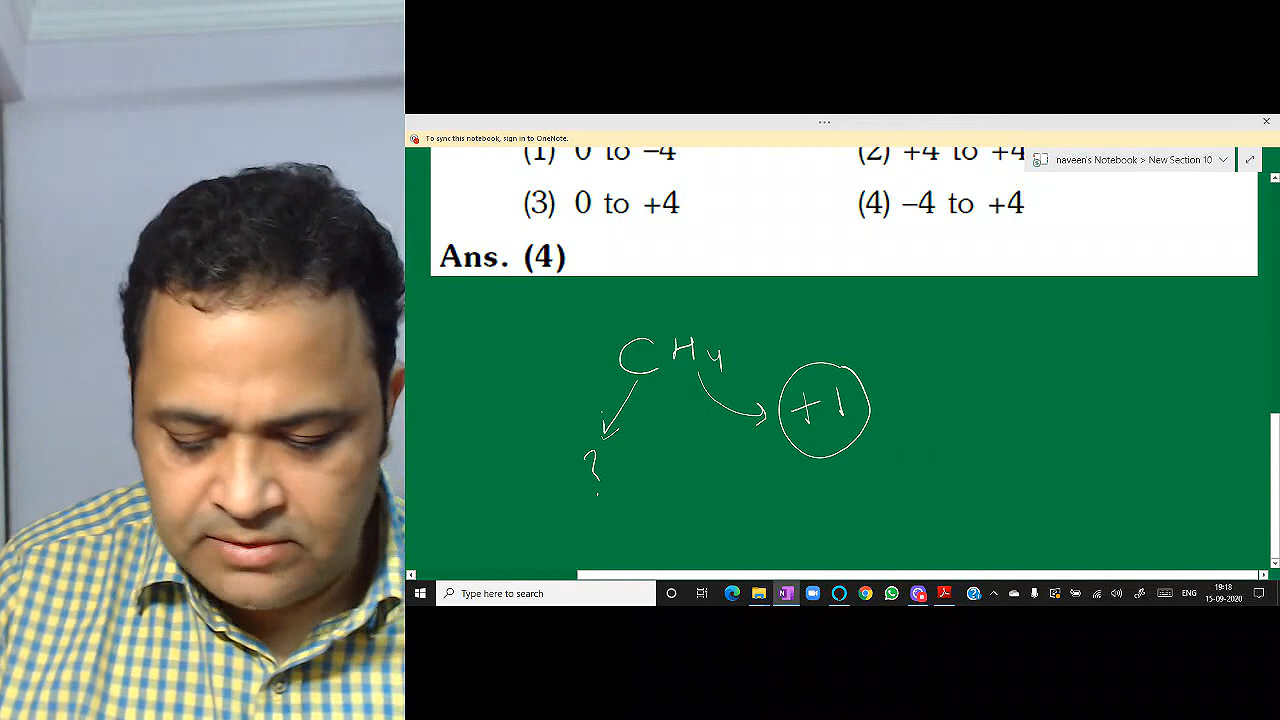 To sync this notebook, sign in to OneNote.
naveen's Notebook > New Section 10
(1) 0 to –4 (2) +4 to +4
(3) 0 to +4 (4) –4 to +4
Ans. (4)
CH4
+1
?
Type here to search
ENG
19:18
15-09-2020